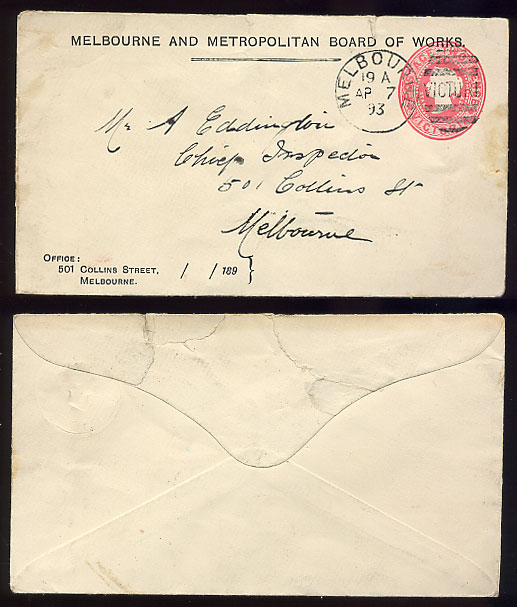 MELBOURNE AND METROPOLITAN BOARD OF WORKS.
MELBOUR
19 A
AP 7
93
VICTORIA
Mr A Eddington
Chief Inspector
501 Collins St
Melbourne
OFFICE:
501 COLLINS STREET,
MELBOURNE.
/ / 189 }